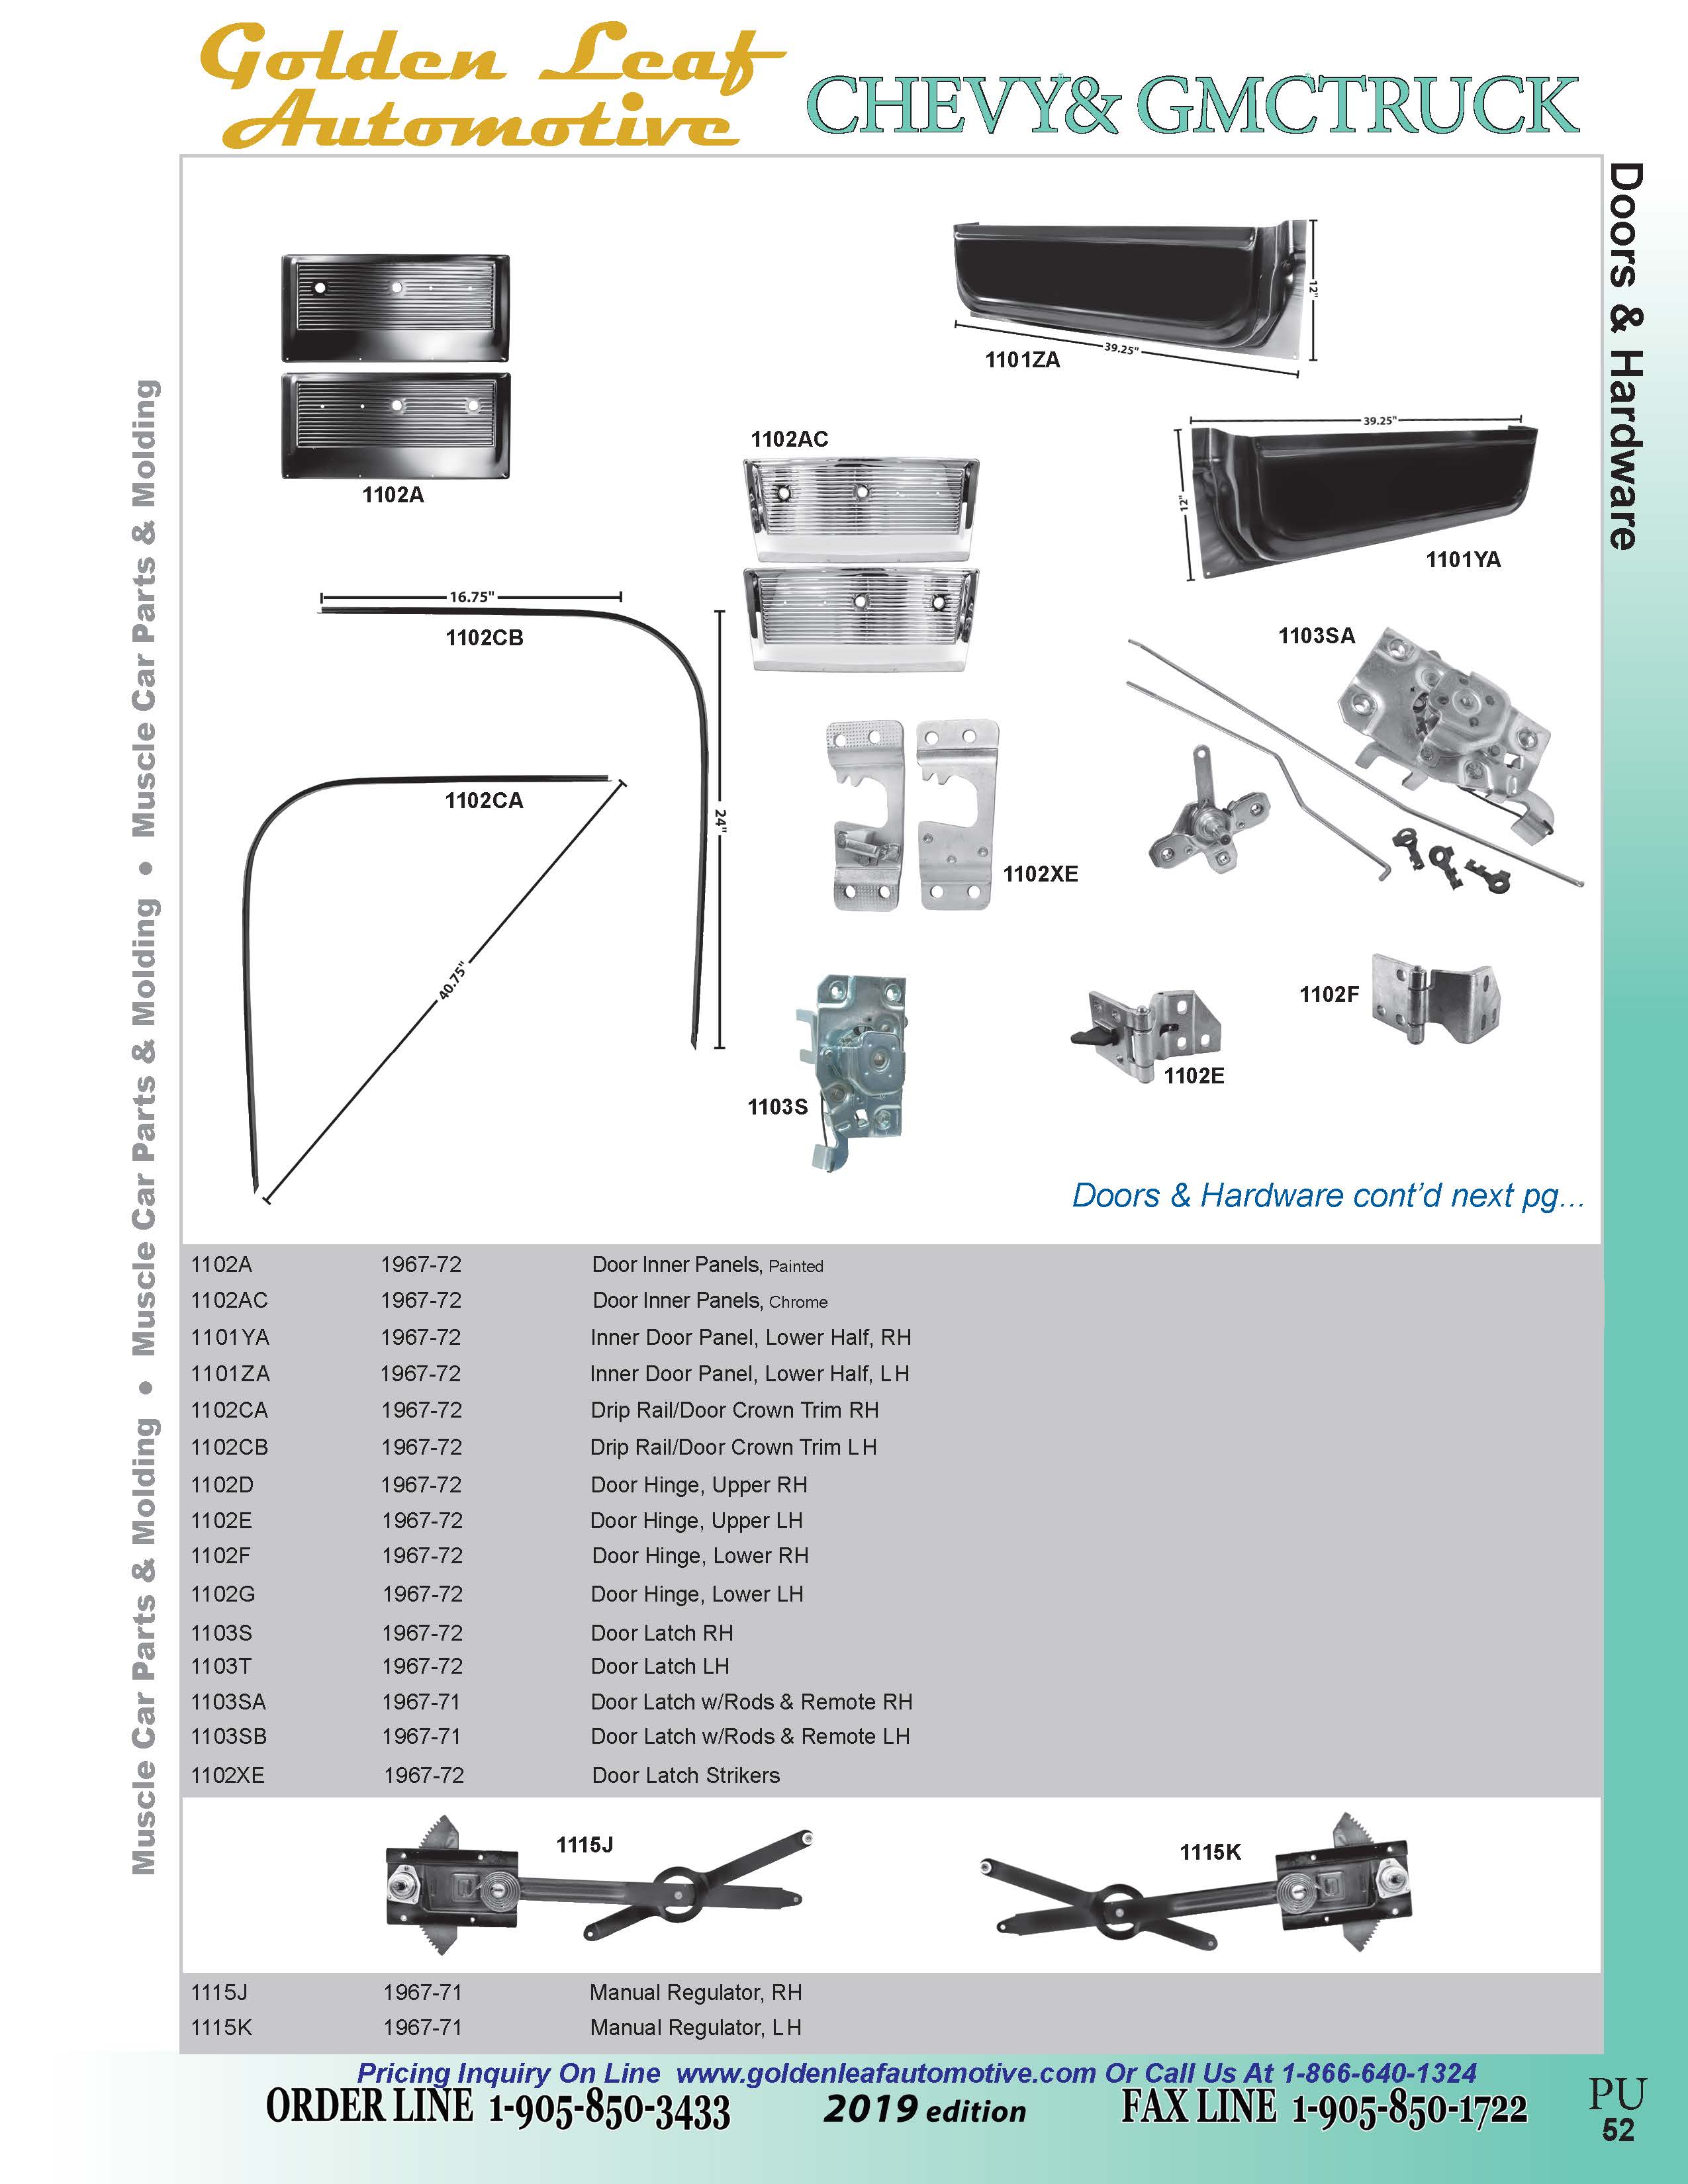 Golden Leaf
Automotive
CHEVY& GMCTRUCK
Doors & Hardware
Muscle Car Parts & Molding • Muscle Car Parts & Molding • Muscle Car Parts & Molding
12"
39.25"
1101ZA
1102A
1102AC
39.25"
12"
1101YA
16.75"
1102CB
1103SA
1102CA
24"
1102XE
40.75"
1102F
1102E
1103S
Doors & Hardware cont’d next pg...
1102A 1967-72 Door Inner Panels, Painted
1102AC 1967-72 Door Inner Panels, Chrome
1101YA 1967-72 Inner Door Panel, Lower Half, RH
1101ZA 1967-72 Inner Door Panel, Lower Half, LH
1102CA 1967-72 Drip Rail/Door Crown Trim RH
1102CB 1967-72 Drip Rail/Door Crown Trim LH
1102D 1967-72 Door Hinge, Upper RH
1102E 1967-72 Door Hinge, Upper LH
1102F 1967-72 Door Hinge, Lower RH
1102G 1967-72 Door Hinge, Lower LH
1103S 1967-72 Door Latch RH
1103T 1967-72 Door Latch LH
1103SA 1967-71 Door Latch w/Rods & Remote RH
1103SB 1967-71 Door Latch w/Rods & Remote LH
1102XE 1967-72 Door Latch Strikers
1115J
1115K
1115J 1967-71 Manual Regulator, RH
1115K 1967-71 Manual Regulator, LH
Pricing Inquiry On Line www.goldenleafautomotive.com Or Call Us At 1-866-640-1324
ORDER LINE 1-905-850-3433 2019 edition FAX LINE 1-905-850-1722
PU
52